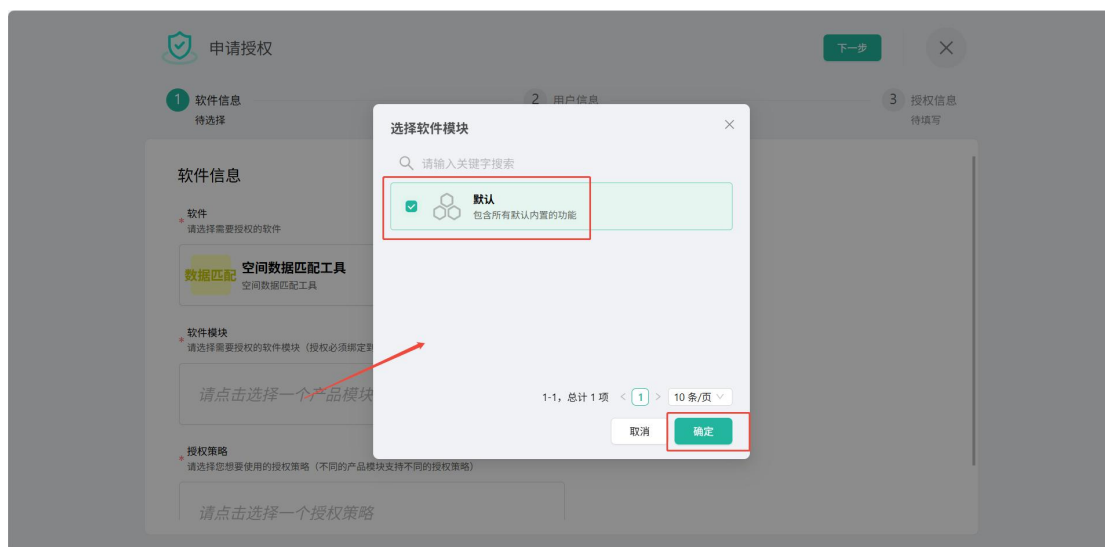 申请授权
下一步
1 软件信息
待选择
2 用户信息
3 授权信息
待填写
选择软件模块
请输入关键字搜索
默认
包含所有默认内置的功能
软件信息
* 软件
请选择需要授权的软件
数据匹配
空间数据匹配工具
空间数据匹配工具
* 软件模块
请选择需要授权的软件模块（授权必须绑定到
请点击选择一个产品模块
1-1，总计 1 项 < 1 > 10 条/页
取消
确定
* 授权策略
请选择您想要使用的授权策略（不同的产品模块支持不同的授权策略）
请点击选择一个授权策略